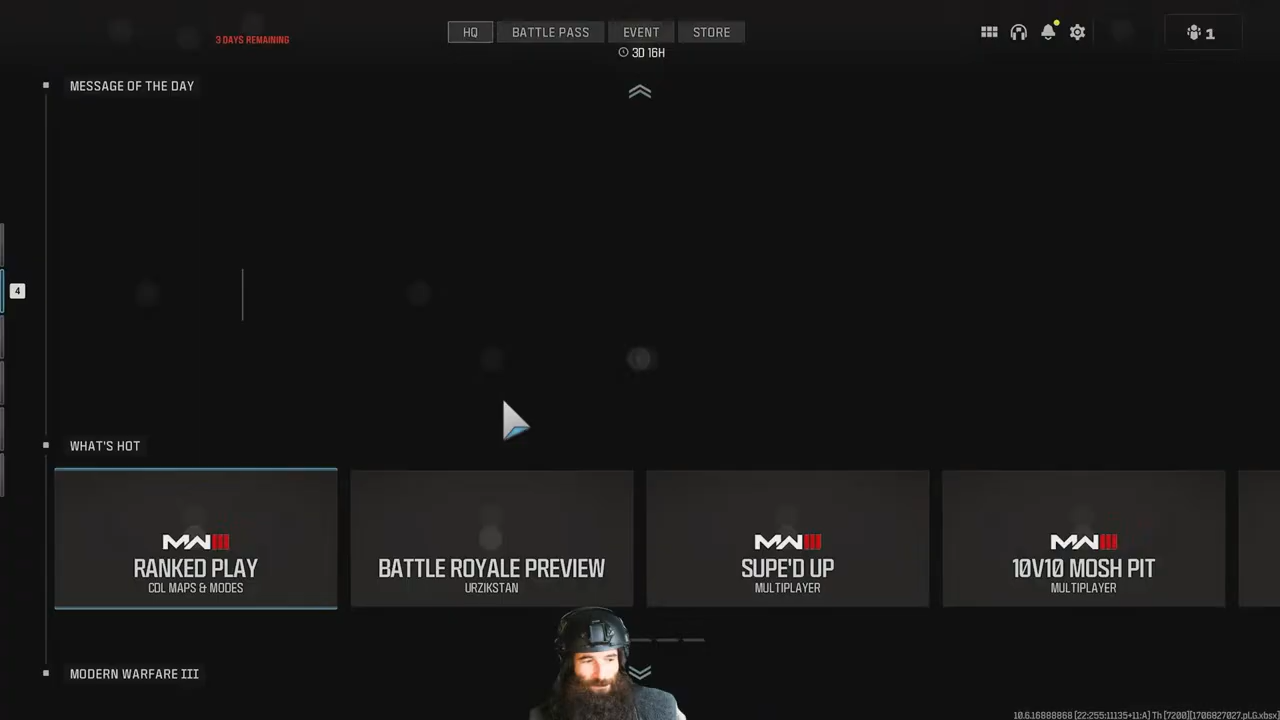 3 DAYS REMAINING
HQ
BATTLE PASS
EVENT
STORE
3D 16H
1
MESSAGE OF THE DAY
4
WHAT'S HOT
MWIII
RANKED PLAY
CDL MAPS & MODES
BATTLE ROYALE PREVIEW
URZIKSTAN
MWIII
SUPE'D UP
MULTIPLAYER
MWIII
10V10 MOSH PIT
MULTIPLAYER
MODERN WARFARE III